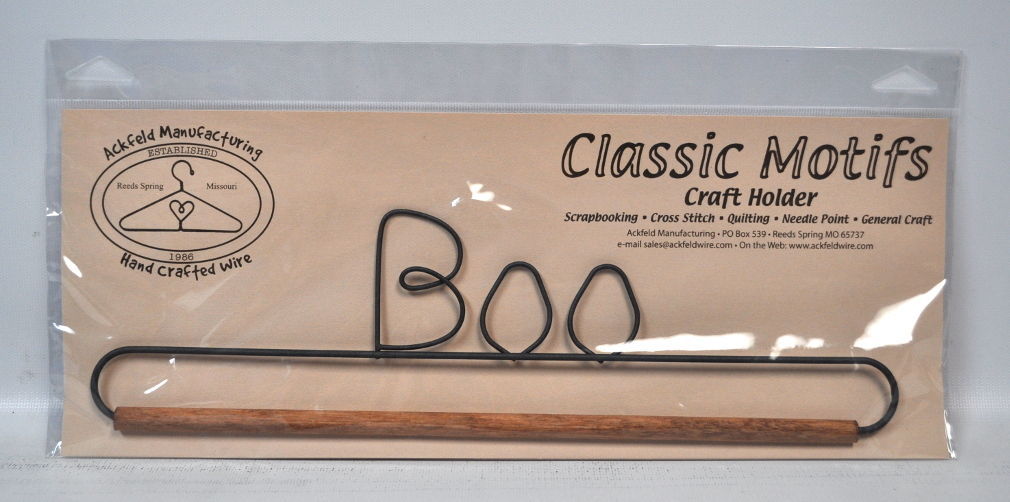 Ackfeld Manufacturing
ESTABLISHED
Reeds Spring Missouri
1986
Hand Crafted Wire
Classic Motifs
Craft Holder
Scrapbooking • Cross Stitch • Quilting • Needle Point • General Craft
Ackfeld Manufacturing • PO Box 539 • Reeds Spring MO 65737
e-mail sales@ackfeldwire.com • On the Web: www.ackfeldwire.com
Boo